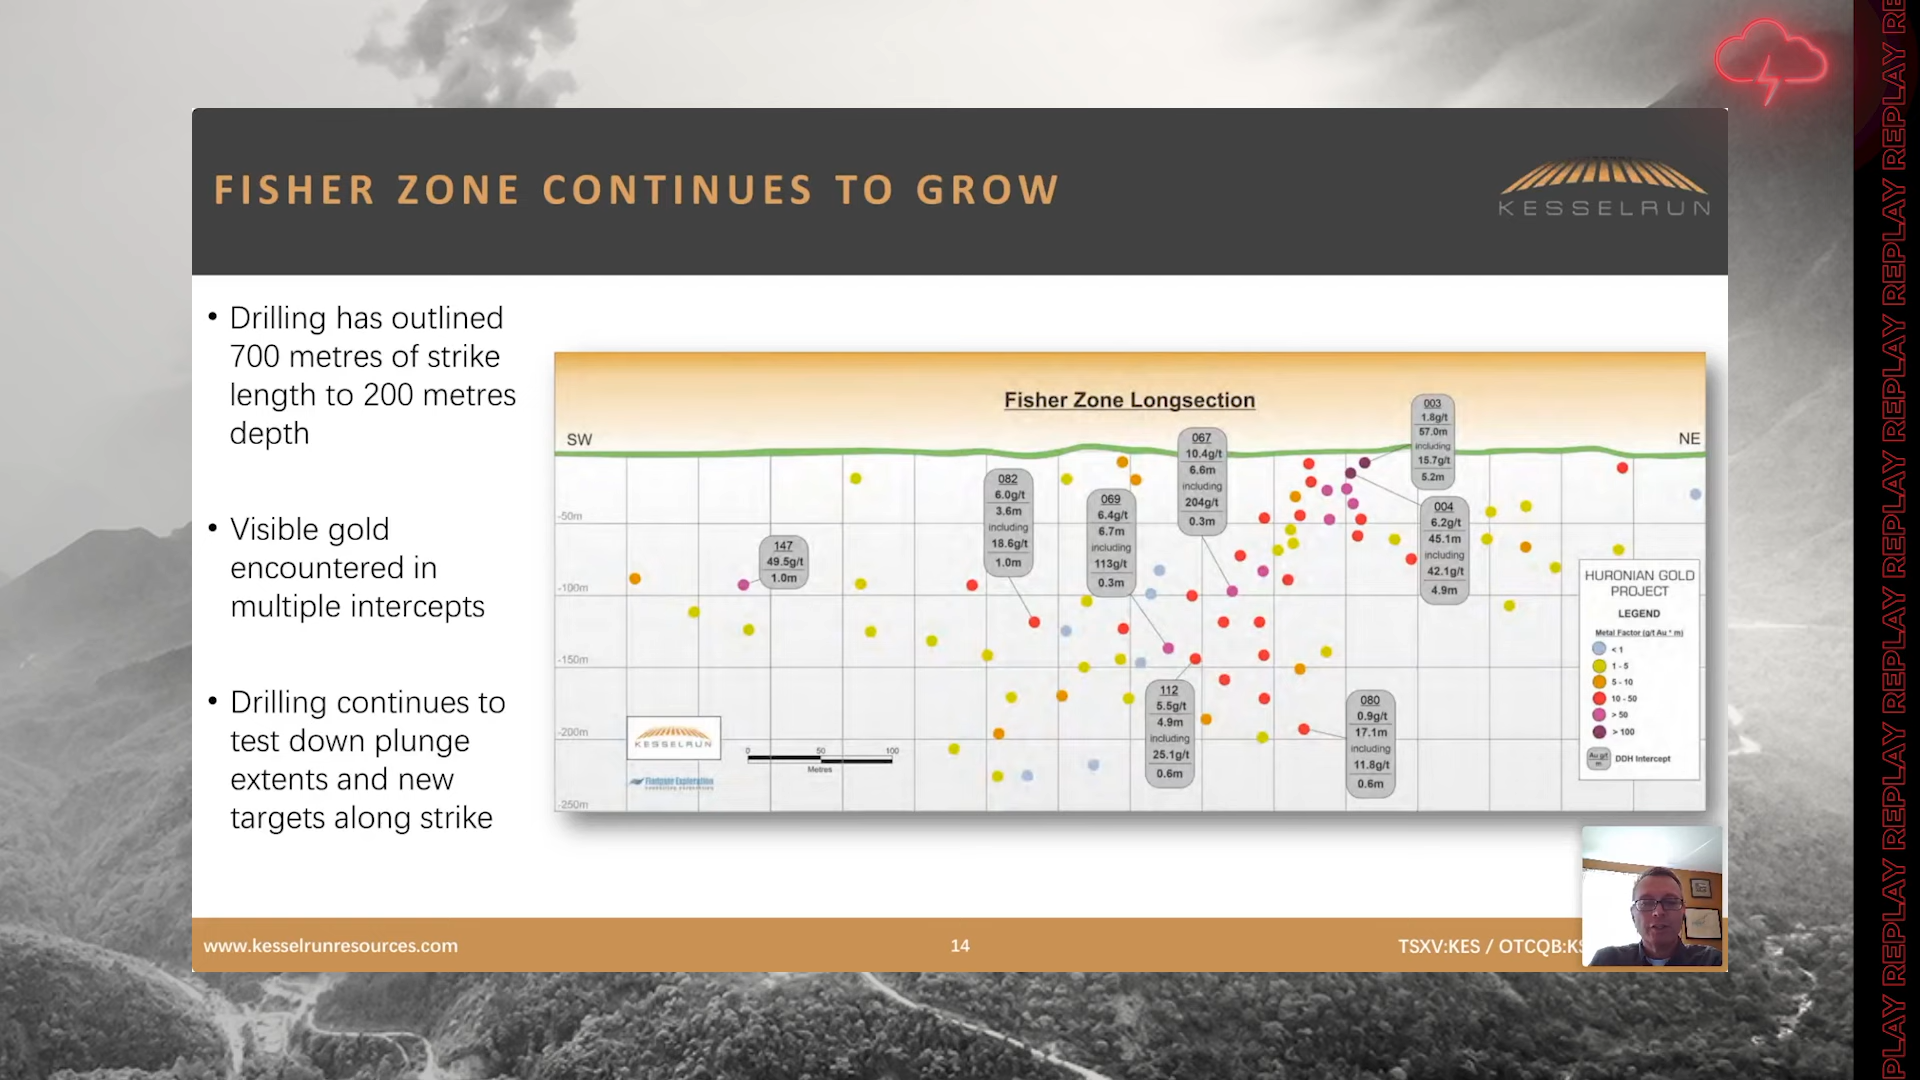 FISHER ZONE CONTINUES TO GROW
KESSELRUN
• Drilling has outlined
700 metres of strike
length to 200 metres
depth
• Visible gold
encountered in
multiple intercepts
• Drilling continues to
test down plunge
extents and new
targets along strike
Fisher Zone Longsection
SW
NE
-50m
-100m
-150m
-200m
-250m
147
49.5g/t
1.0m
082
6.0g/t
3.6m
including
18.6g/t
1.0m
069
6.4g/t
6.7m
including
113g/t
0.3m
067
10.4g/t
6.6m
including
204g/t
0.3m
003
1.8g/t
57.0m
including
15.7g/t
5.2m
004
6.2g/t
45.1m
including
42.1g/t
4.9m
112
5.5g/t
4.9m
including
25.1g/t
0.6m
080
0.9g/t
17.1m
including
11.8g/t
0.6m
KESSELRUN
0 50 100
Metres
HURONIAN GOLD
PROJECT
LEGEND
Metal Factor (g/t Au * m)
< 1
1 - 5
5 - 10
10 - 50
> 50
> 100
Au g/t
m
DDH Intercept
www.kesselrunresources.com
14
TSXV:KES / OTCQB:KS
REPLAY REPLAY REPLAY REPLAY REPLAY REPLAY REPLAY